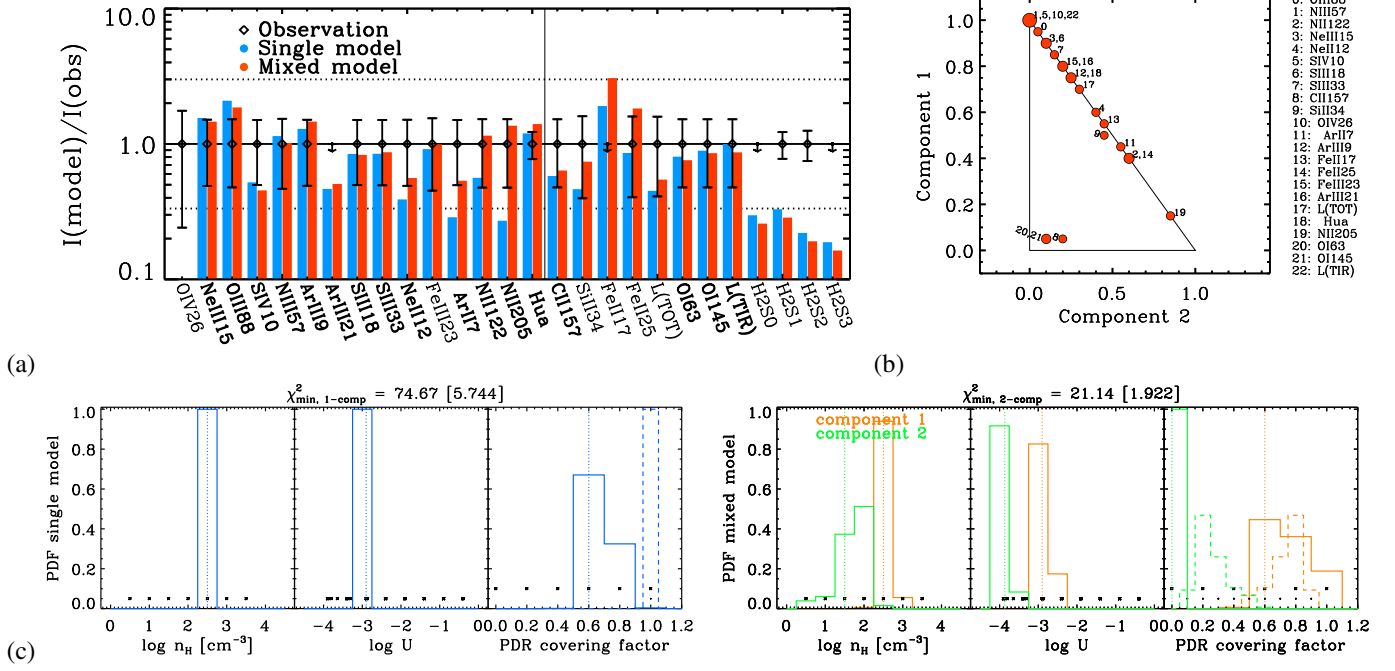 10.0
1.0
0.1
I(model)/I(obs)
Observation
Single model
Mixed model
OIV26
NeIII15
OIII88
SIV10
NIII57
ArIII9
ArIII21
SIII18
SIII33
NeII12
FeIII23
ArII7
NII122
NII205
Hua
CII157
SiII34
FeII17
FeII25
L(TOT)
OI63
OI145
L(TIR)
H2S0
H2S1
H2S2
H2S3
(a)
Component 1
1.0
0.8
0.6
0.4
0.2
0.0
1,5,10,22
0
3,6
7
15,16
12,18
17
4
13
9
11
2,14
19
20,21
8
0.0 0.5 1.0
Component 2
1: NIII57
2: NII122
3: NeIII15
4: NeII12
5: SIV10
6: SIII18
7: SIII33
8: CII157
9: SiII34
10: OIV26
11: ArII7
12: ArIII9
13: FeII17
14: FeII25
15: FeIII23
16: ArIII21
17: L(TOT)
18: Hua
19: NII205
20: OI63
21: OI145
22: L(TIR)
(b)
χ²min, 1-comp = 74.67 [5.744]
PDF single model
1.0
0.8
0.6
0.4
0.2
0.0
0 1 2 3 4
-4 -3 -2 -1 0
0.0 0.2 0.4 0.6 0.8 1.0 1.2
log nH [cm⁻³]
log U
PDR covering factor
χ²min, 2-comp = 21.14 [1.922]
PDF mixed model
component 1
component 2
1.0
0.8
0.6
0.4
0.2
0.0
0 1 2 3 4
-4 -3 -2 -1 0
0.0 0.2 0.4 0.6 0.8 1.0 1.2
log nH [cm⁻³]
log U
PDR covering factor
(c)